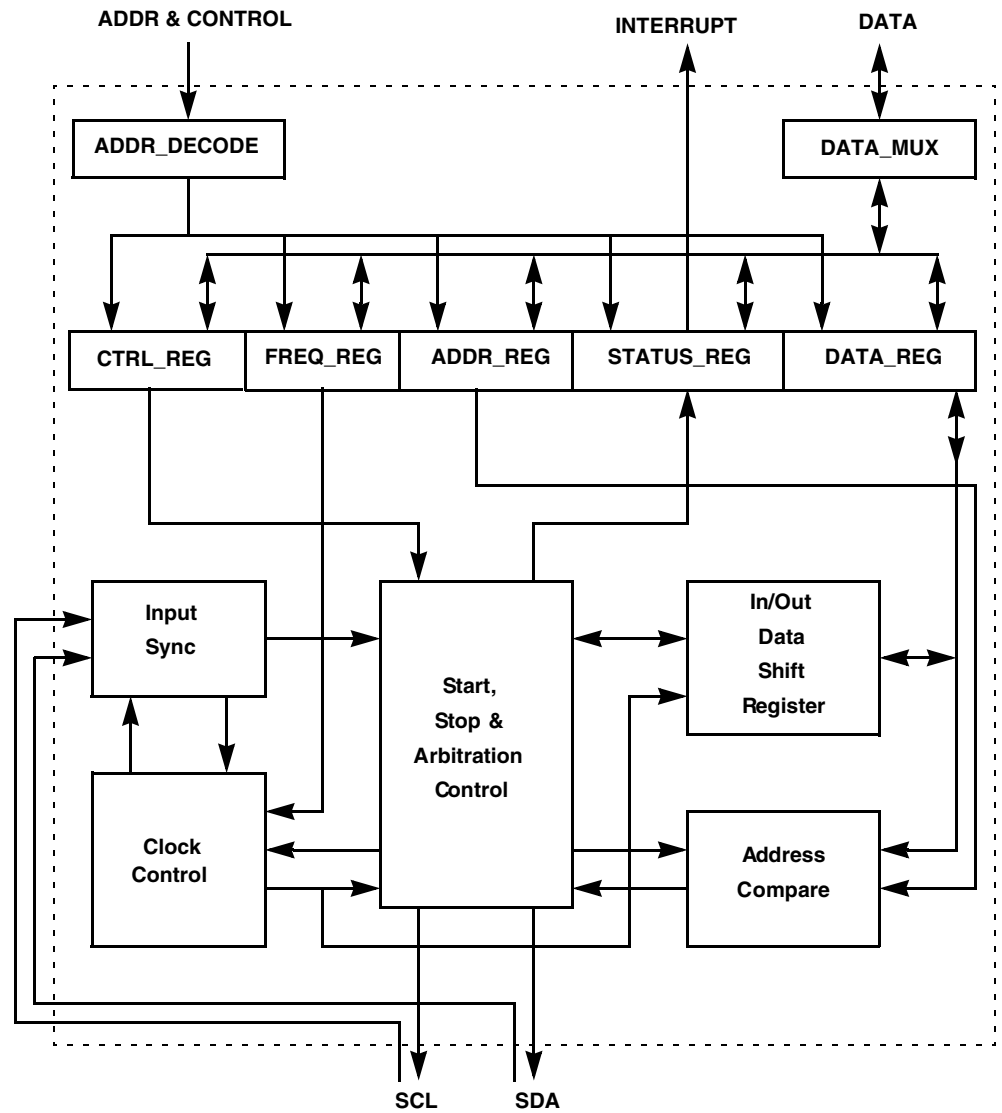 ADDR & CONTROL
INTERRUPT
DATA
ADDR_DECODE
DATA_MUX
CTRL_REG
FREQ_REG
ADDR_REG
STATUS_REG
DATA_REG
Input
Sync
Start,
Stop &
Arbitration
Control
In/Out
Data
Shift
Register
Clock
Control
Address
Compare
SCL
SDA